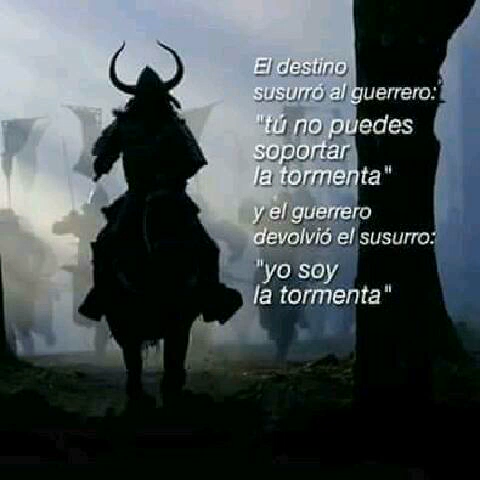 El destino
susurró al guerrero:
"tú no puedes
soportar
la tormenta"
y el guerrero
devolvió el susurro:
"yo soy
la tormenta"